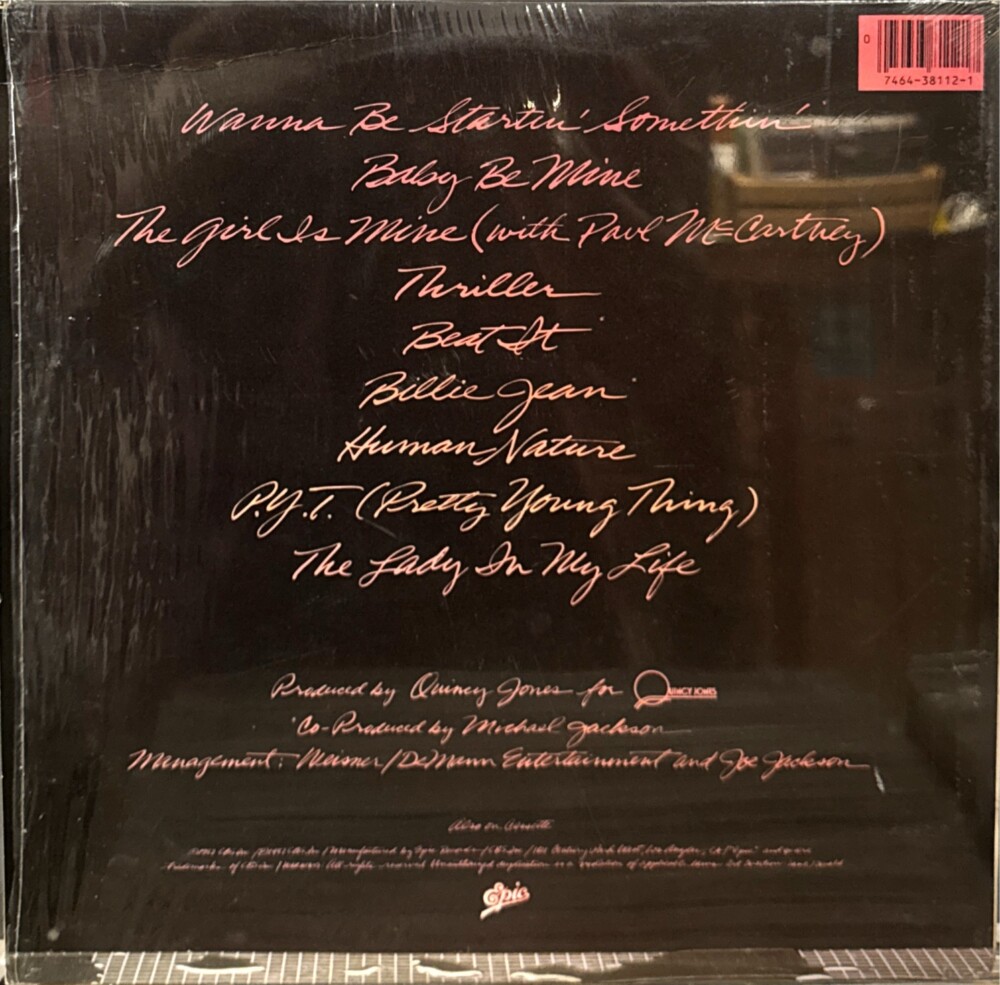 0
7464-38112-1
Wanna Be Startin' Somethin'
Baby Be Mine
The Girl Is Mine (with Paul McCartney)
Thriller
Beat It
Billie Jean
Human Nature
P.Y.T. (Pretty Young Thing)
The Lady In My Life
Produced by Quincy Jones for QUINCY JONES
Co-Produced by Michael Jackson
Management: Weisner/DeMann Entertainment and Joe Jackson
Also on Cassette
Epic